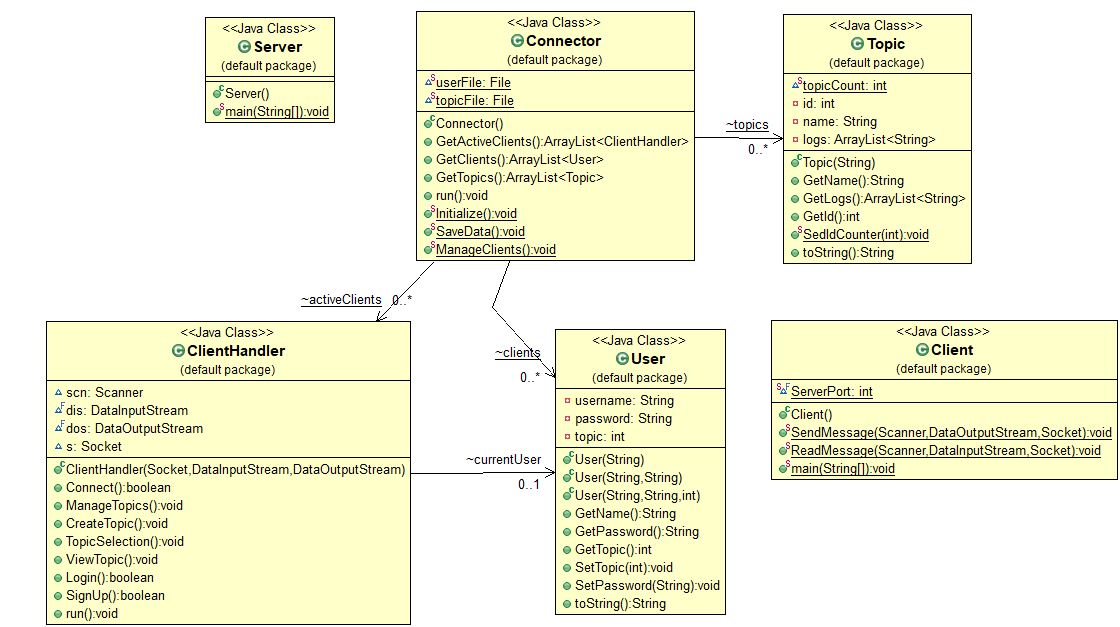 <<Java Class>>
Server
(default package)
Server()
main(String[]):void
<<Java Class>>
Connector
(default package)
userFile: File
topicFile: File
Connector()
GetActiveClients():ArrayList<ClientHandler>
GetClients():ArrayList<User>
GetTopics():ArrayList<Topic>
run():void
Initialize():void
SaveData():void
ManageClients():void
~topics
0..*
<<Java Class>>
Topic
(default package)
topicCount: int
id: int
name: String
logs: ArrayList<String>
Topic(String)
GetName():String
GetLogs():ArrayList<String>
GetId():int
SedIdCounter(int):void
toString():String
~activeClients
0..*
~clients
0..*
<<Java Class>>
ClientHandler
(default package)
scn: Scanner
dis: DataInputStream
dos: DataOutputStream
s: Socket
ClientHandler(Socket,DataInputStream,DataOutputStream)
Connect():boolean
ManageTopics():void
CreateTopic():void
TopicSelection():void
ViewTopic():void
Login():boolean
SignUp():boolean
run():void
~currentUser
0..1
<<Java Class>>
User
(default package)
username: String
password: String
topic: int
User(String)
User(String,String)
User(String,String,int)
GetName():String
GetPassword():String
GetTopic():int
SetTopic(int):void
SetPassword(String):void
toString():String
<<Java Class>>
Client
(default package)
ServerPort: int
Client()
SendMessage(Scanner,DataOutputStream,Socket):void
ReadMessage(Scanner,DataInputStream,Socket):void
main(String[]):void